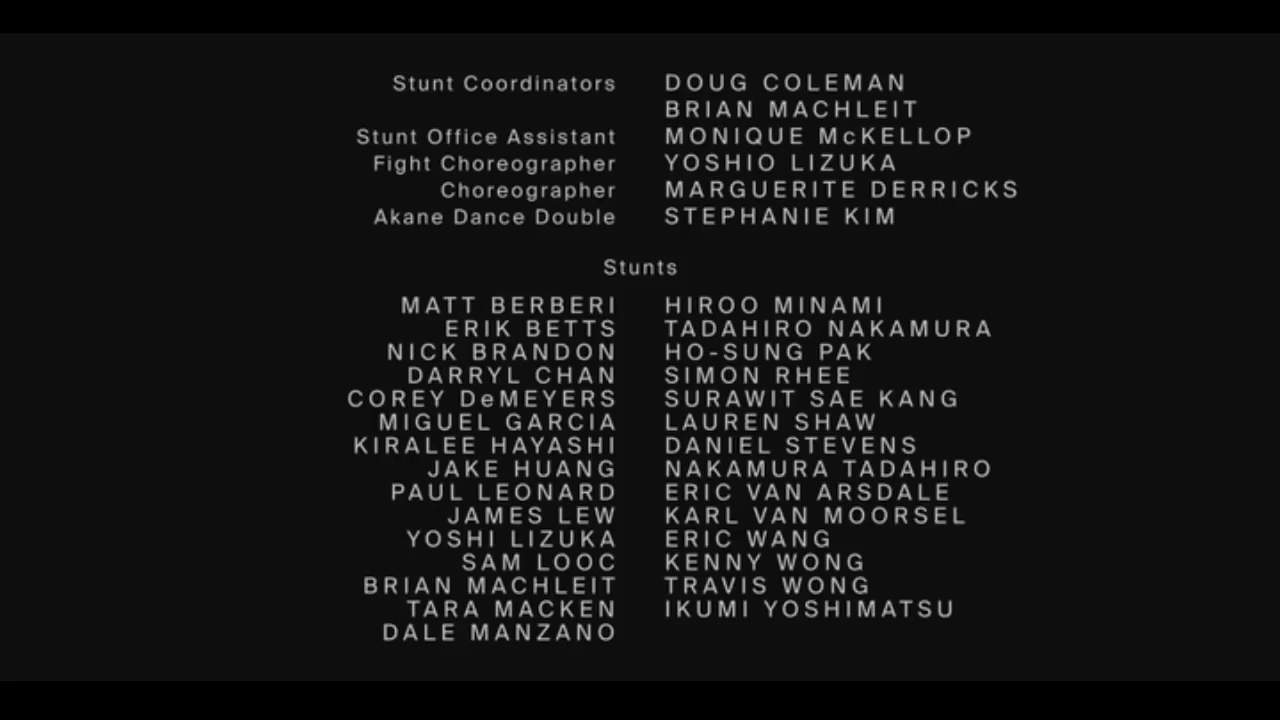 Stunt Coordinators DOUG COLEMAN
BRIAN MACHLEIT
Stunt Office Assistant MONIQUE McKELLOP
Fight Choreographer YOSHIO LIZUKA
Choreographer MARGUERITE DERRICKS
Akane Dance Double STEPHANIE KIM
Stunts
MATT BERBERI HIROO MINAMI
ERIK BETTS TADAHIRO NAKAMURA
NICK BRANDON HO-SUNG PAK
DARRYL CHAN SIMON RHEE
COREY DeMEYERS SURAWIT SAE KANG
MIGUEL GARCIA LAUREN SHAW
KIRALEE HAYASHI DANIEL STEVENS
JAKE HUANG NAKAMURA TADAHIRO
PAUL LEONARD ERIC VAN ARSDALE
JAMES LEW KARL VAN MOORSEL
YOSHI LIZUKA ERIC WANG
SAM LOOC KENNY WONG
BRIAN MACHLEIT TRAVIS WONG
TARA MACKEN IKUMI YOSHIMATSU
DALE MANZANO